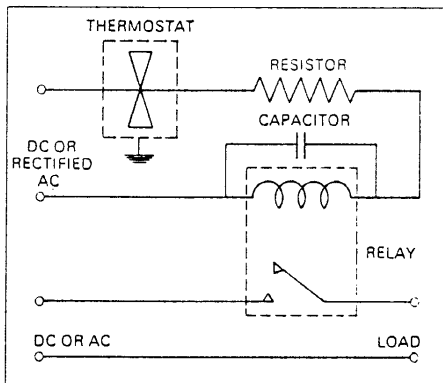 THERMOSTAT
RESISTOR
CAPACITOR
DC OR
RECTIFIED
AC
RELAY
DC OR AC
LOAD